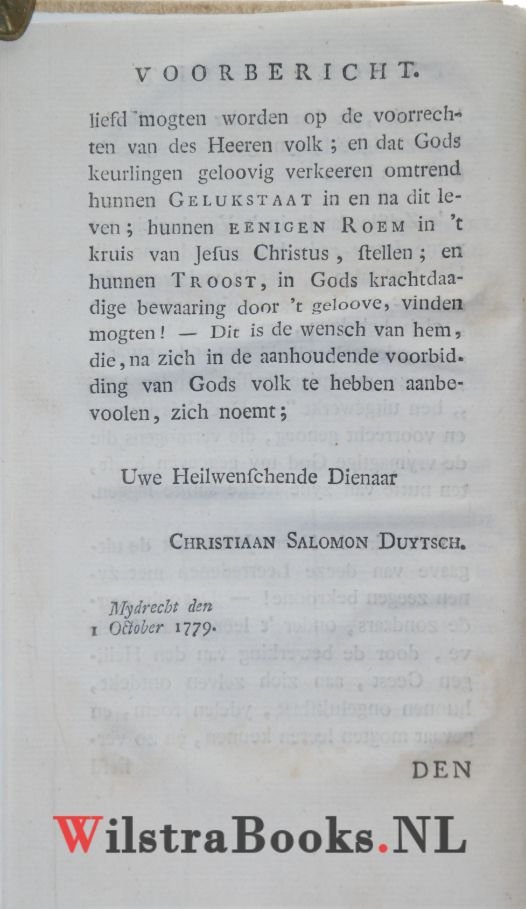 VOORBERICHT.
liefd mogten worden op de voorrech-
ten van des Heeren volk; en dat Gods
keurlingen geloovig verkeeren omtrend
hunnen GELUKSTAAT in en na dit le-
ven; hunnen EENIGEN ROEM in 't
kruis van Jeſus Christus, ſtellen; en
hunnen TROOST, in Gods krachtdaa-
dige bewaaring door 't geloove, vinden
mogten! — Dit is de wensch van hem,
die, na zich in de aanhoudende voorbid-
ding van Gods volk te hebben aanbe-
voolen, zich noemt;
Uwe Heilwenſchende Dienaar
CHRISTIAAN SALOMON DUYTSCH.
Mydrecht den
1 October 1779.
DEN
WilstraBooks.NL